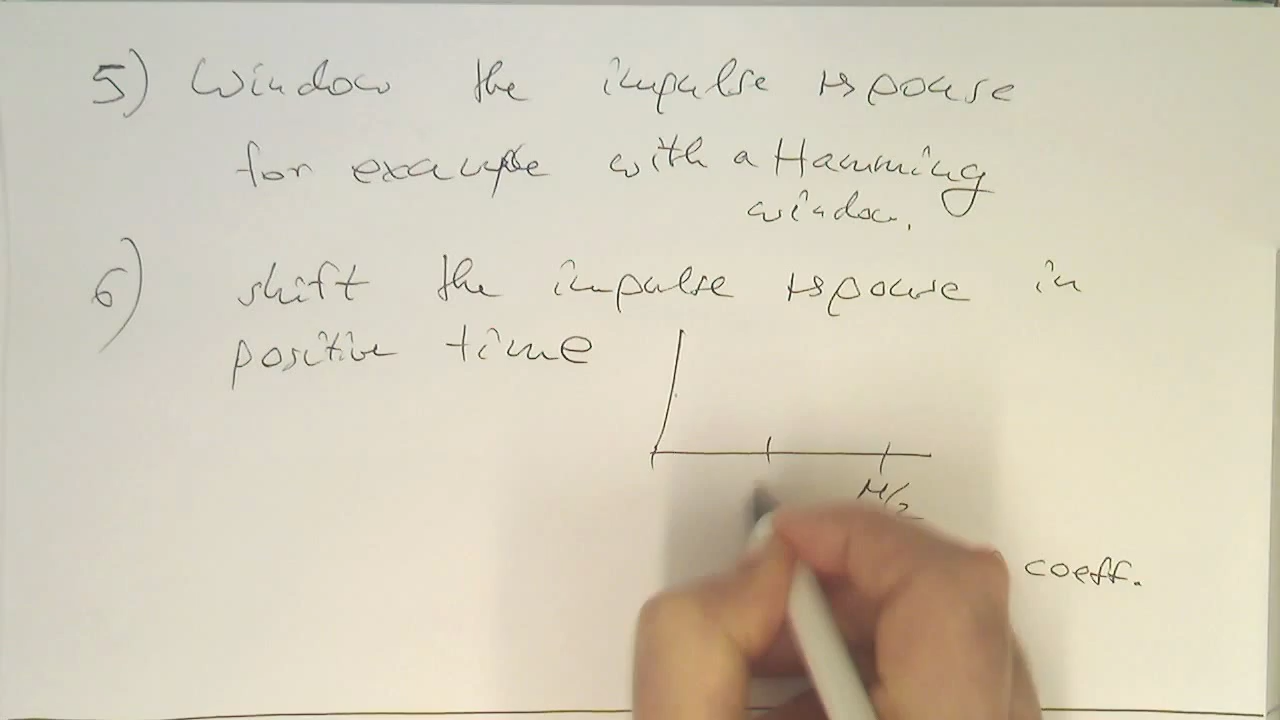 5) Window the impulse response
for example with a Hamming
window.
6) shift the impulse response in
positive time
M/2
coeff.